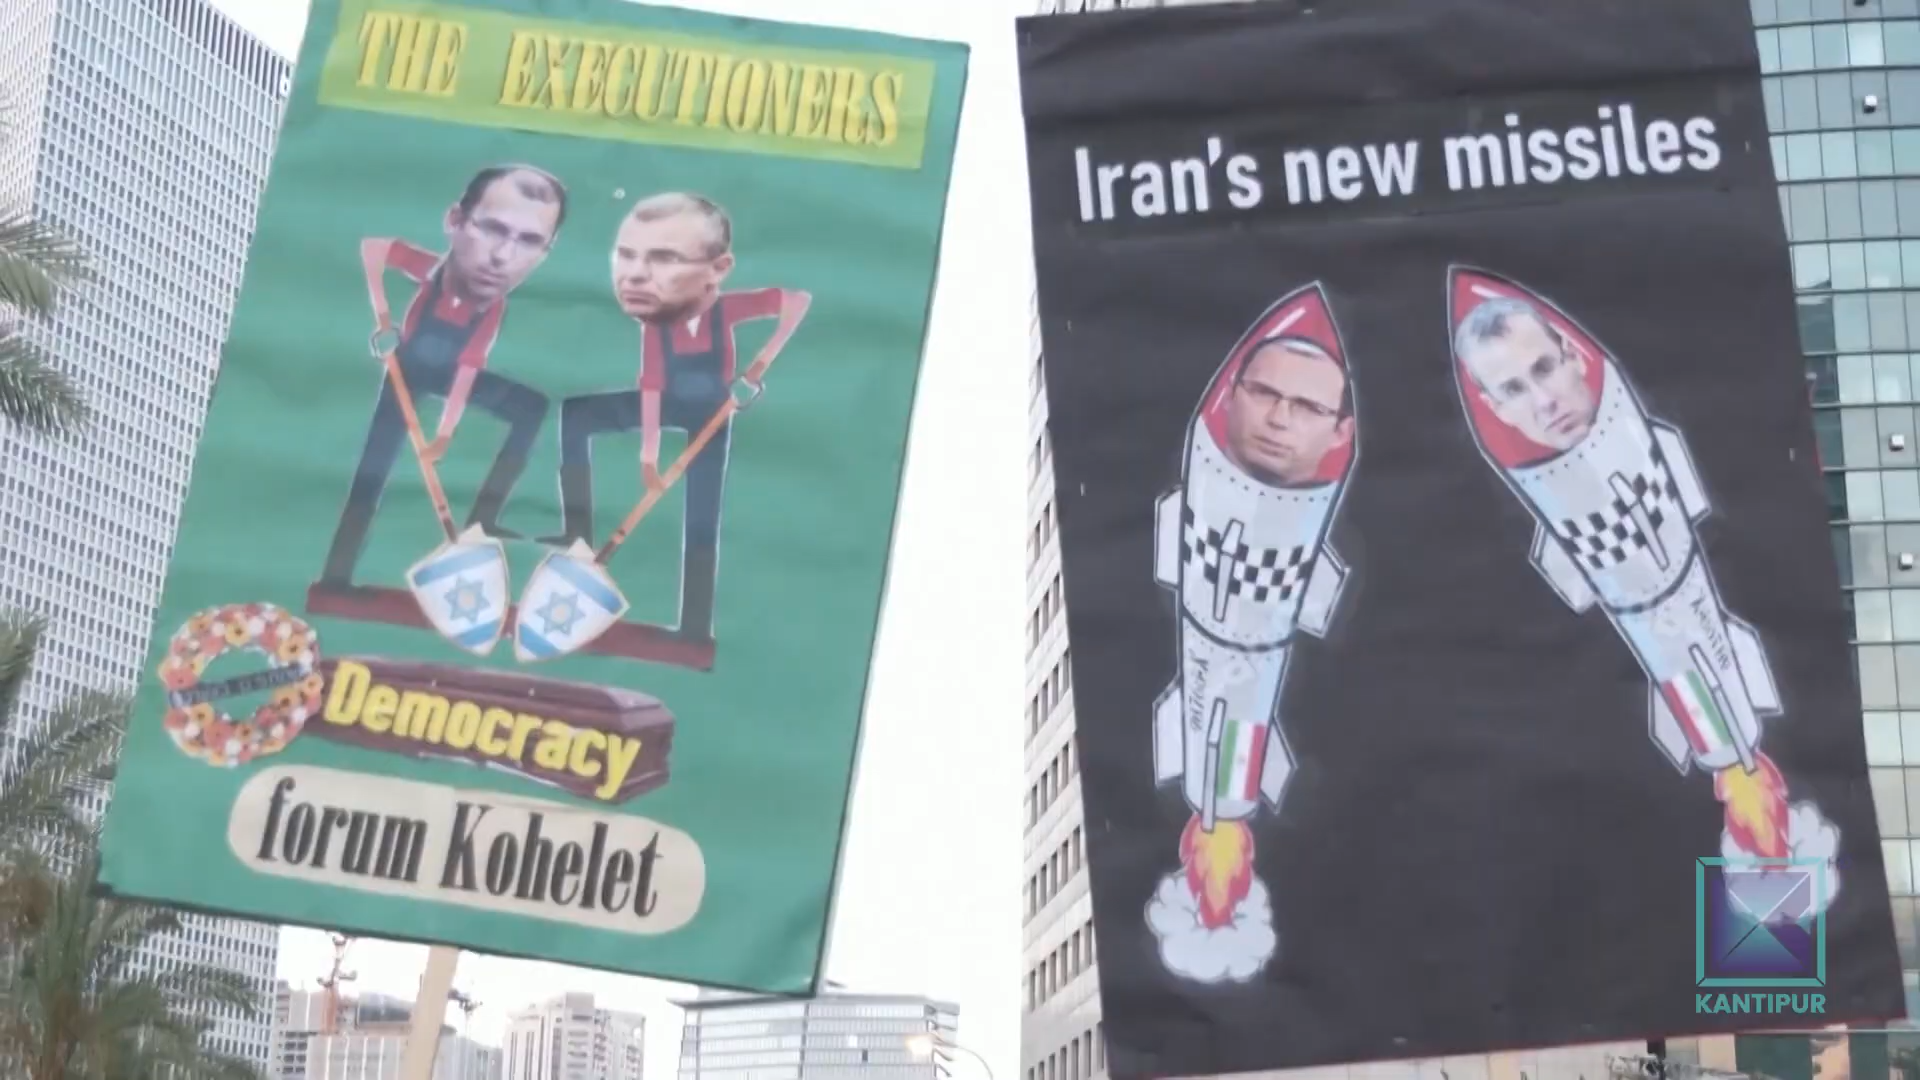 THE EXECUTIONERS
Democracy
forum Kohelet
Iran's new missiles
KANTIPUR